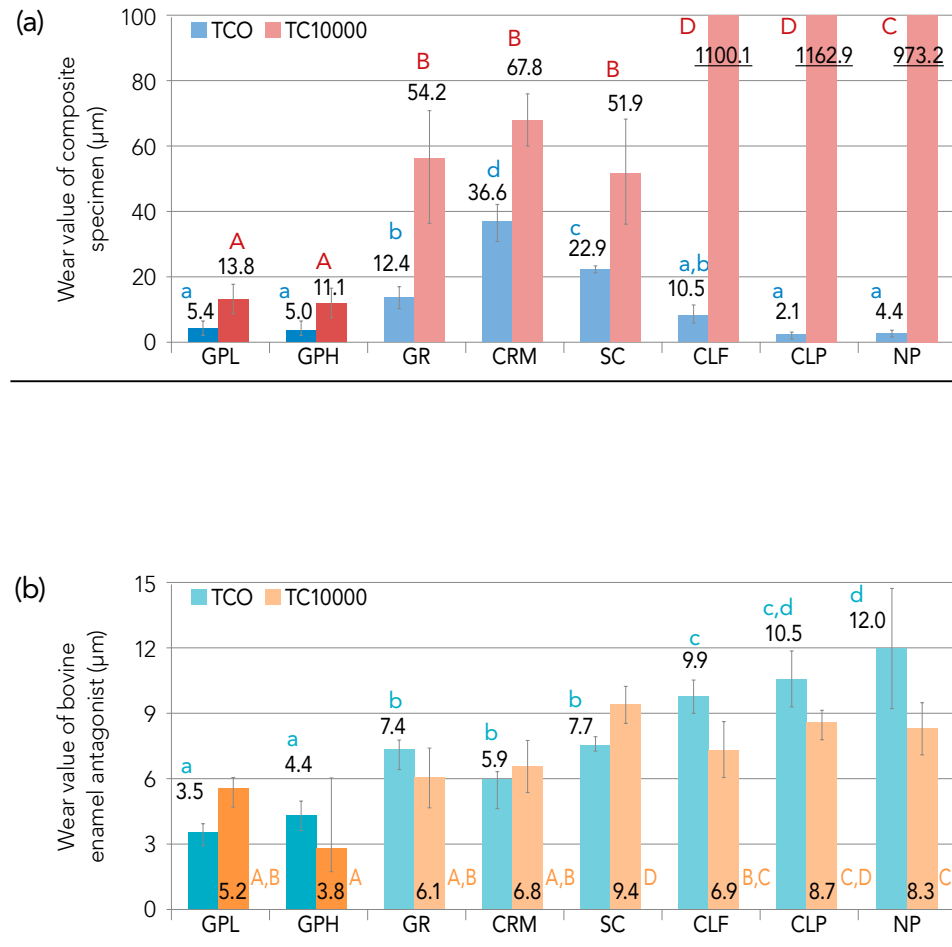 (a)
Wear value of composite
specimen (µm)
100
80
60
40
20
0
TCO TC10000
a
5.4
A
13.8
a
5.0
A
11.1
b
12.4
B
54.2
d
36.6
B
67.8
c
22.9
B
51.9
a,b
10.5
D
1100.1
a
2.1
D
1162.9
a
4.4
C
973.2
GPL GPH GR CRM SC CLF CLP NP
(b)
Wear value of bovine
enamel antagonist (µm)
15
12
9
6
3
0
TCO TC10000
a
3.5
5.2 A,B
a
4.4
3.8 A
b
7.4
6.1 A,B
b
5.9
6.8 A,B
b
7.7
9.4 D
c
9.9
6.9 B,C
c,d
10.5
8.7 C,D
d
12.0
8.3 C
GPL GPH GR CRM SC CLF CLP NP